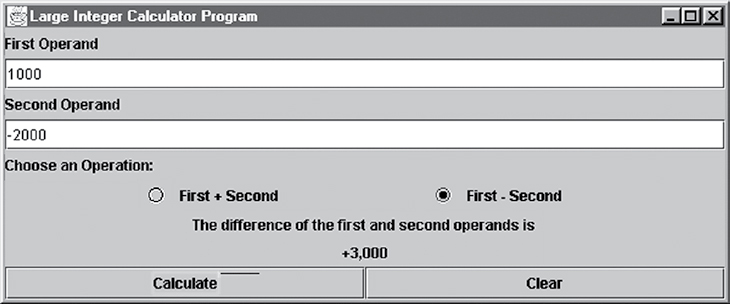 Large Integer Calculator Program
First Operand
1000
Second Operand
-2000
Choose an Operation:
First + Second First - Second
The difference of the first and second operands is
+3,000
Calculate Clear